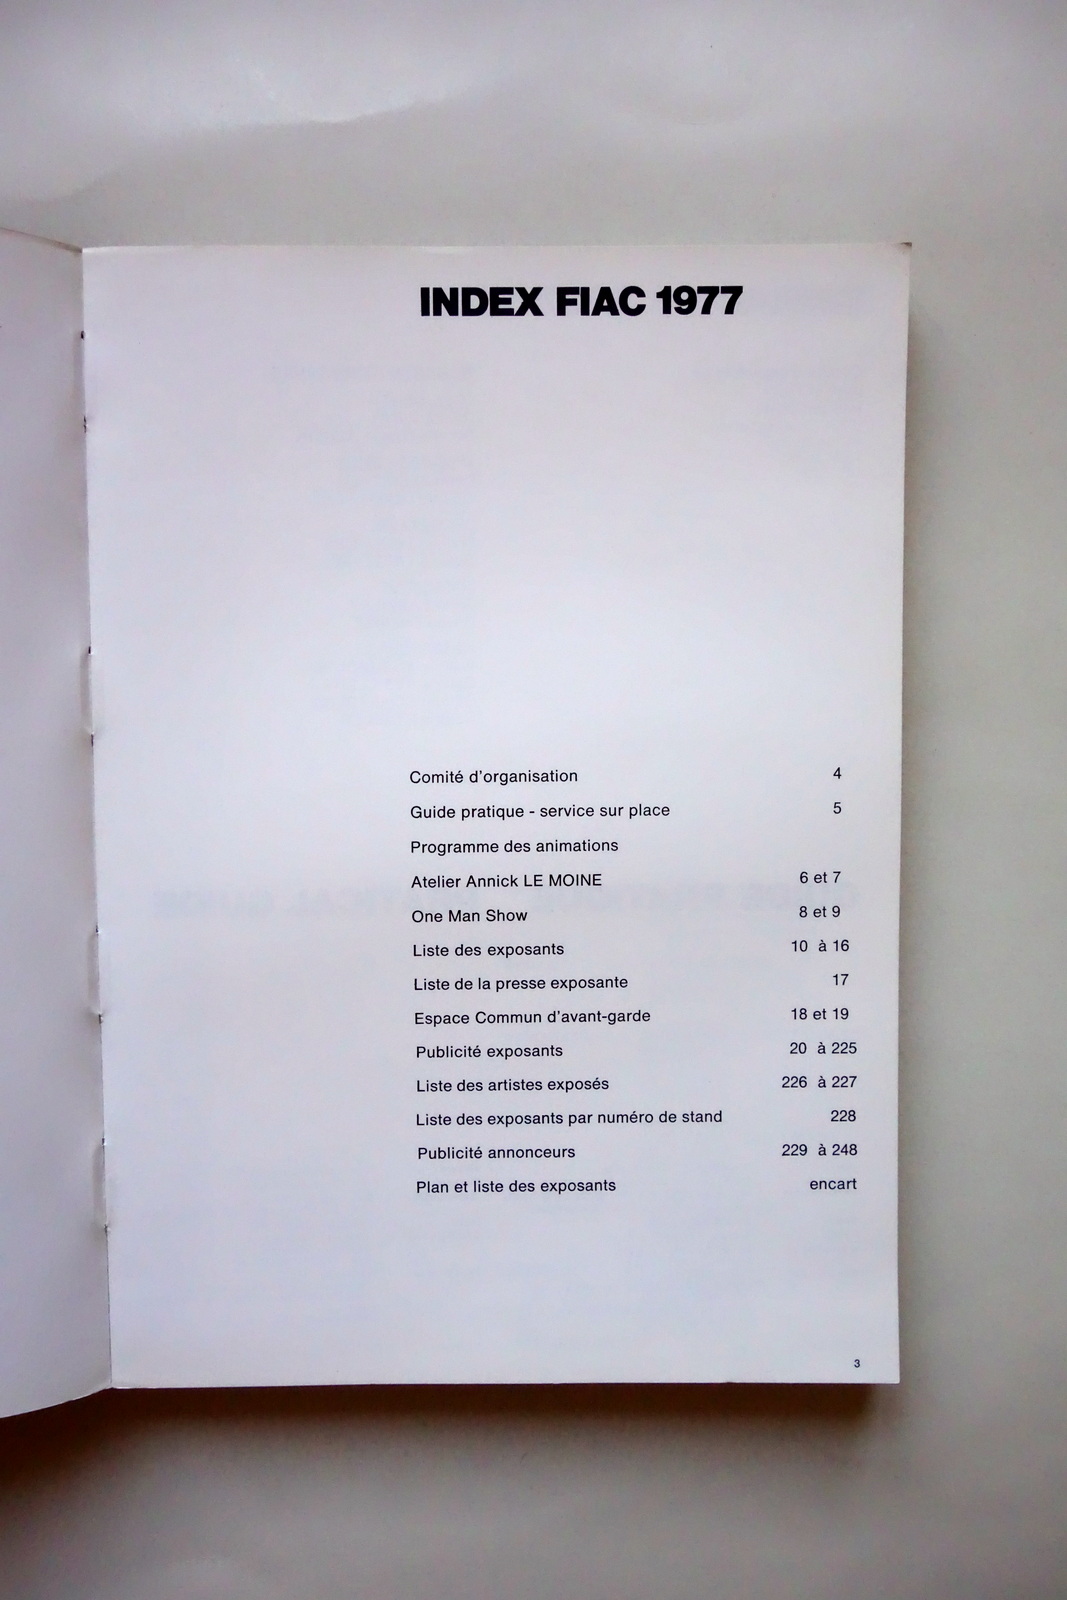 INDEX FIAC 1977
Comité d'organisation 4
Guide pratique - service sur place 5
Programme des animations
Atelier Annick LE MOINE 6 et 7
One Man Show 8 et 9
Liste des exposants 10 à 16
Liste de la presse exposante 17
Espace Commun d'avant-garde 18 et 19
Publicité exposants 20 à 225
Liste des artistes exposés 226 à 227
Liste des exposants par numéro de stand 228
Publicité annonceurs 229 à 248
Plan et liste des exposants encart
3